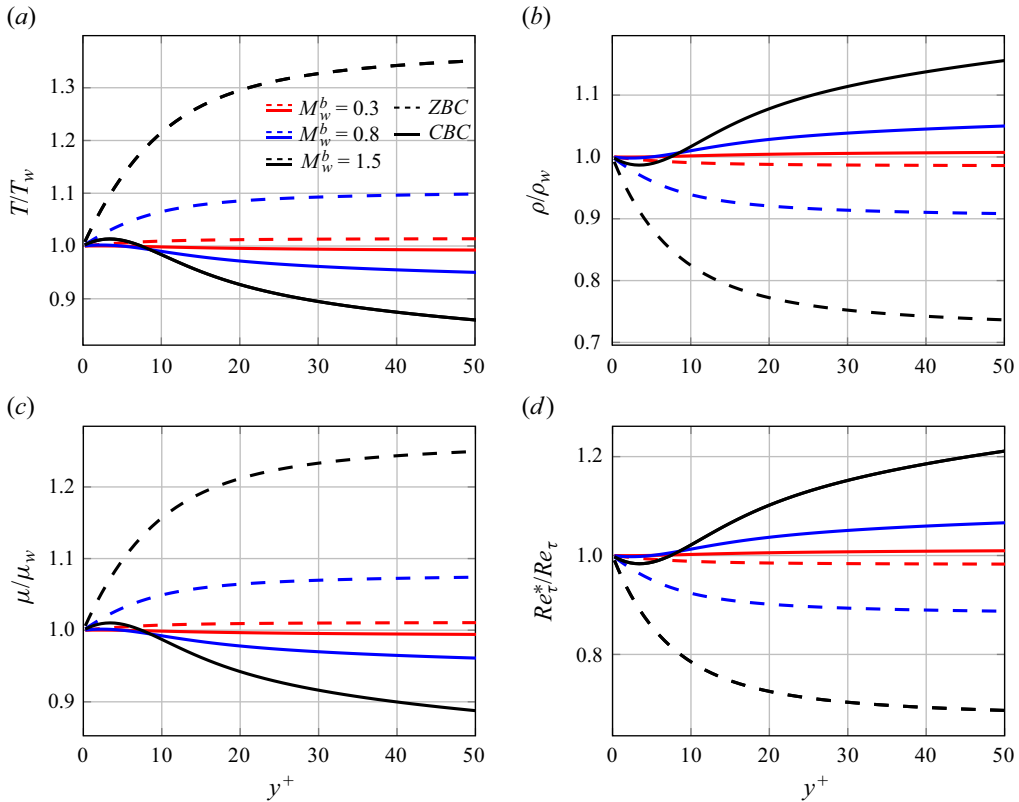 (a)
1.3
1.2
1.1
1.0
0.9
T/T_w
M_w^b = 0.3
M_w^b = 0.8
M_w^b = 1.5
ZBC
CBC
0 10 20 30 40 50
(b)
1.1
1.0
0.9
0.8
0.7
ρ/ρ_w
0 10 20 30 40 50
(c)
1.2
1.1
1.0
0.9
μ/μ_w
0 10 20 30 40 50
y^+
(d)
1.2
1.0
0.8
Re_τ^*/Re_τ
0 10 20 30 40 50
y^+